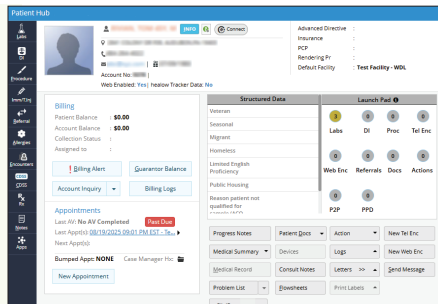 Patient Hub
Labs
DI
Procedure
Imm/T.Inj
Referral
Allergies
Encounters
CDSS
CDSS
Rx
Rx
Notes
Apps
INFO
Connect
Account No:
Web Enabled: Yes| healow Tracker Data: No
Advanced Directive :
Insurance :
PCP :
Rendering Pr :
Default Facility : Test Facility - WDL
Billing
Patient Balance : $0.00
Account Balance : $0.00
Collection Status :
Assigned to :
! Billing Alert
Guarantor Balance
Account Inquiry
Billing Logs
Appointments
Last AV: No AV Completed Past Due
Last Appt(s): 08/19/2025 09:01 PM EST - Te...
Next Appt(s):
Bumped Appt: NONE Case Manager Hx:
New Appointment
Structured Data
Veteran
Seasonal
Migrant
Homeless
Limited English
Proficiency
Public Housing
Reason patient not
qualified for
Launch Pad
3 0 0 0
Labs DI Proc Tel Enc
0 0 0 0
Web Enc Referrals Docs Actions
0 0
P2P PPD
Progress Notes
Patient Docs
Action
New Tel Enc
Medical Summary
Devices
Logs
New Web Enc
Medical Record
Consult Notes
Letters >>
Send Message
Problem List
Flowsheets
Print Labels